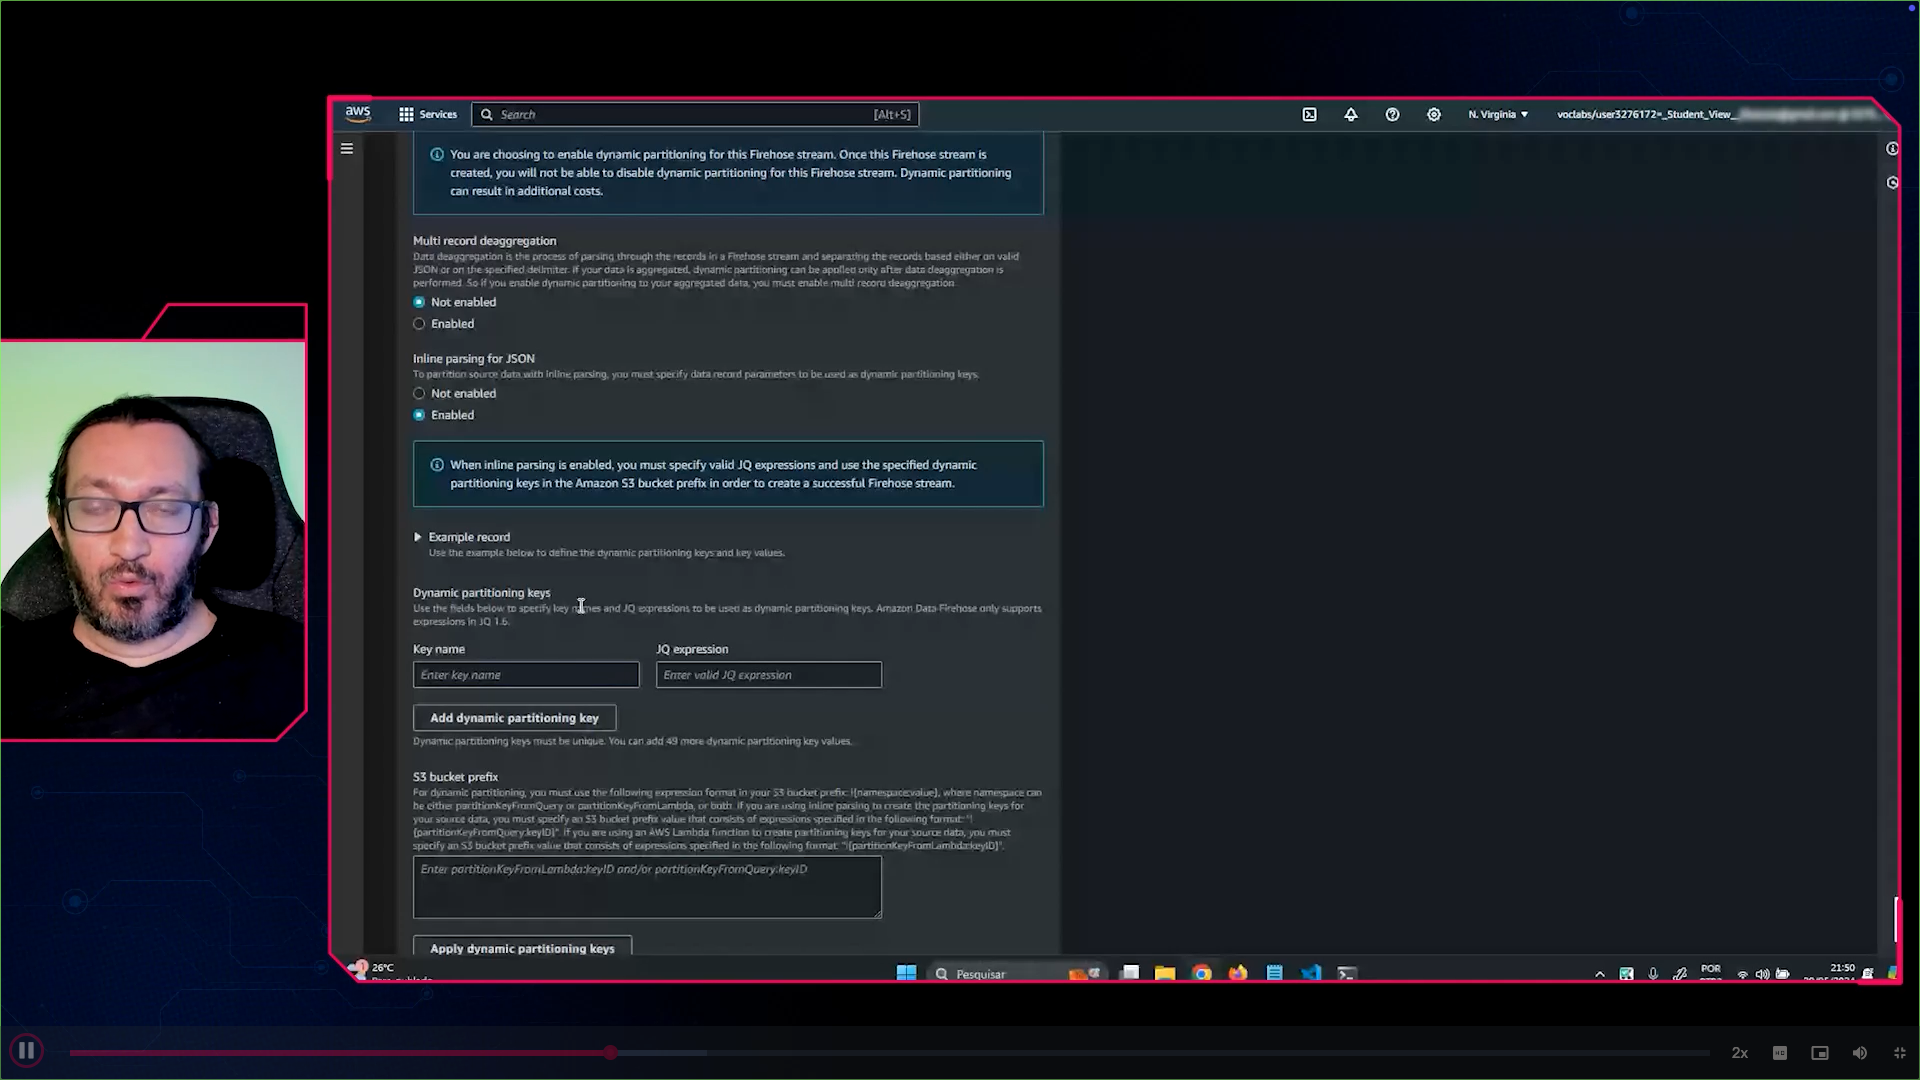 aws
Services
Search
[Alt+S]
N. Virginia
voclabs/user3276172=_Student_View_
You are choosing to enable dynamic partitioning for this Firehose stream. Once this Firehose stream is
created, you will not be able to disable dynamic partitioning for this Firehose stream. Dynamic partitioning
can result in additional costs.
Multi record deaggregation
Data deaggregation is the process of parsing through the records in a Firehose stream and separating the records based either on valid
JSON or on the specified delimiter. If your data is aggregated, dynamic partitioning can be applied only after data deaggregation is
performed. So if you enable dynamic partitioning to your aggregated data, you must enable multi record deaggregation.
Not enabled
Enabled
Inline parsing for JSON
To partition source data with inline parsing, you must specify data record parameters to be used as dynamic partitioning keys.
Not enabled
Enabled
When inline parsing is enabled, you must specify valid JQ expressions and use the specified dynamic
partitioning keys in the Amazon S3 bucket prefix in order to create a successful Firehose stream.
Example record
Use the example below to define the dynamic partitioning keys and key values.
Dynamic partitioning keys
Use the fields below to specify key names and JQ expressions to be used as dynamic partitioning keys. Amazon Data Firehose only supports
expressions in JQ 1.6.
Key name
JQ expression
Enter key name
Enter valid JQ expression
Add dynamic partitioning key
Dynamic partitioning keys must be unique. You can add 49 more dynamic partitioning key values.
S3 bucket prefix
For dynamic partitioning, you must use the following expression format in your S3 bucket prefix: !{namespace:value}, where namespace can
be either partitionKeyFromQuery or partitionKeyFromLambda, or both. If you are using inline parsing to create the partitioning keys for
your source data, you must specify an S3 bucket prefix value that consists of expressions specified in the following format: "!
{partitionKeyFromQuery:keyID}". If you are using an AWS Lambda function to create partitioning keys for your source data, you must
specify an S3 bucket prefix value that consists of expressions specified in the following format: "!{partitionKeyFromLambda:keyID}".
Enter partitionKeyFromLambda:keyID and/or partitionKeyFromQuery:keyID
Apply dynamic partitioning keys
26°C
Pesquisar
POR
21:50
2x